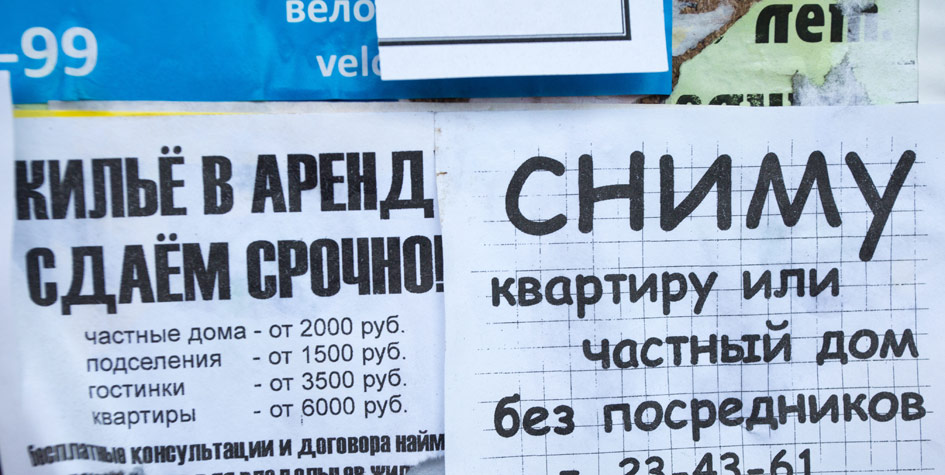 -99
вело
velo
лет
КИЛЬЁ В АРЕНД
СДАЁМ СРОЧНО!
частные дома - от 2000 руб.
подселения - от 1500 руб.
гостинки - от 3500 руб.
квартиры - от 6000 руб.
бесплатные консультации и договора найм
сниму
квартиру или
частный дом
без посредников
- 23-43-61